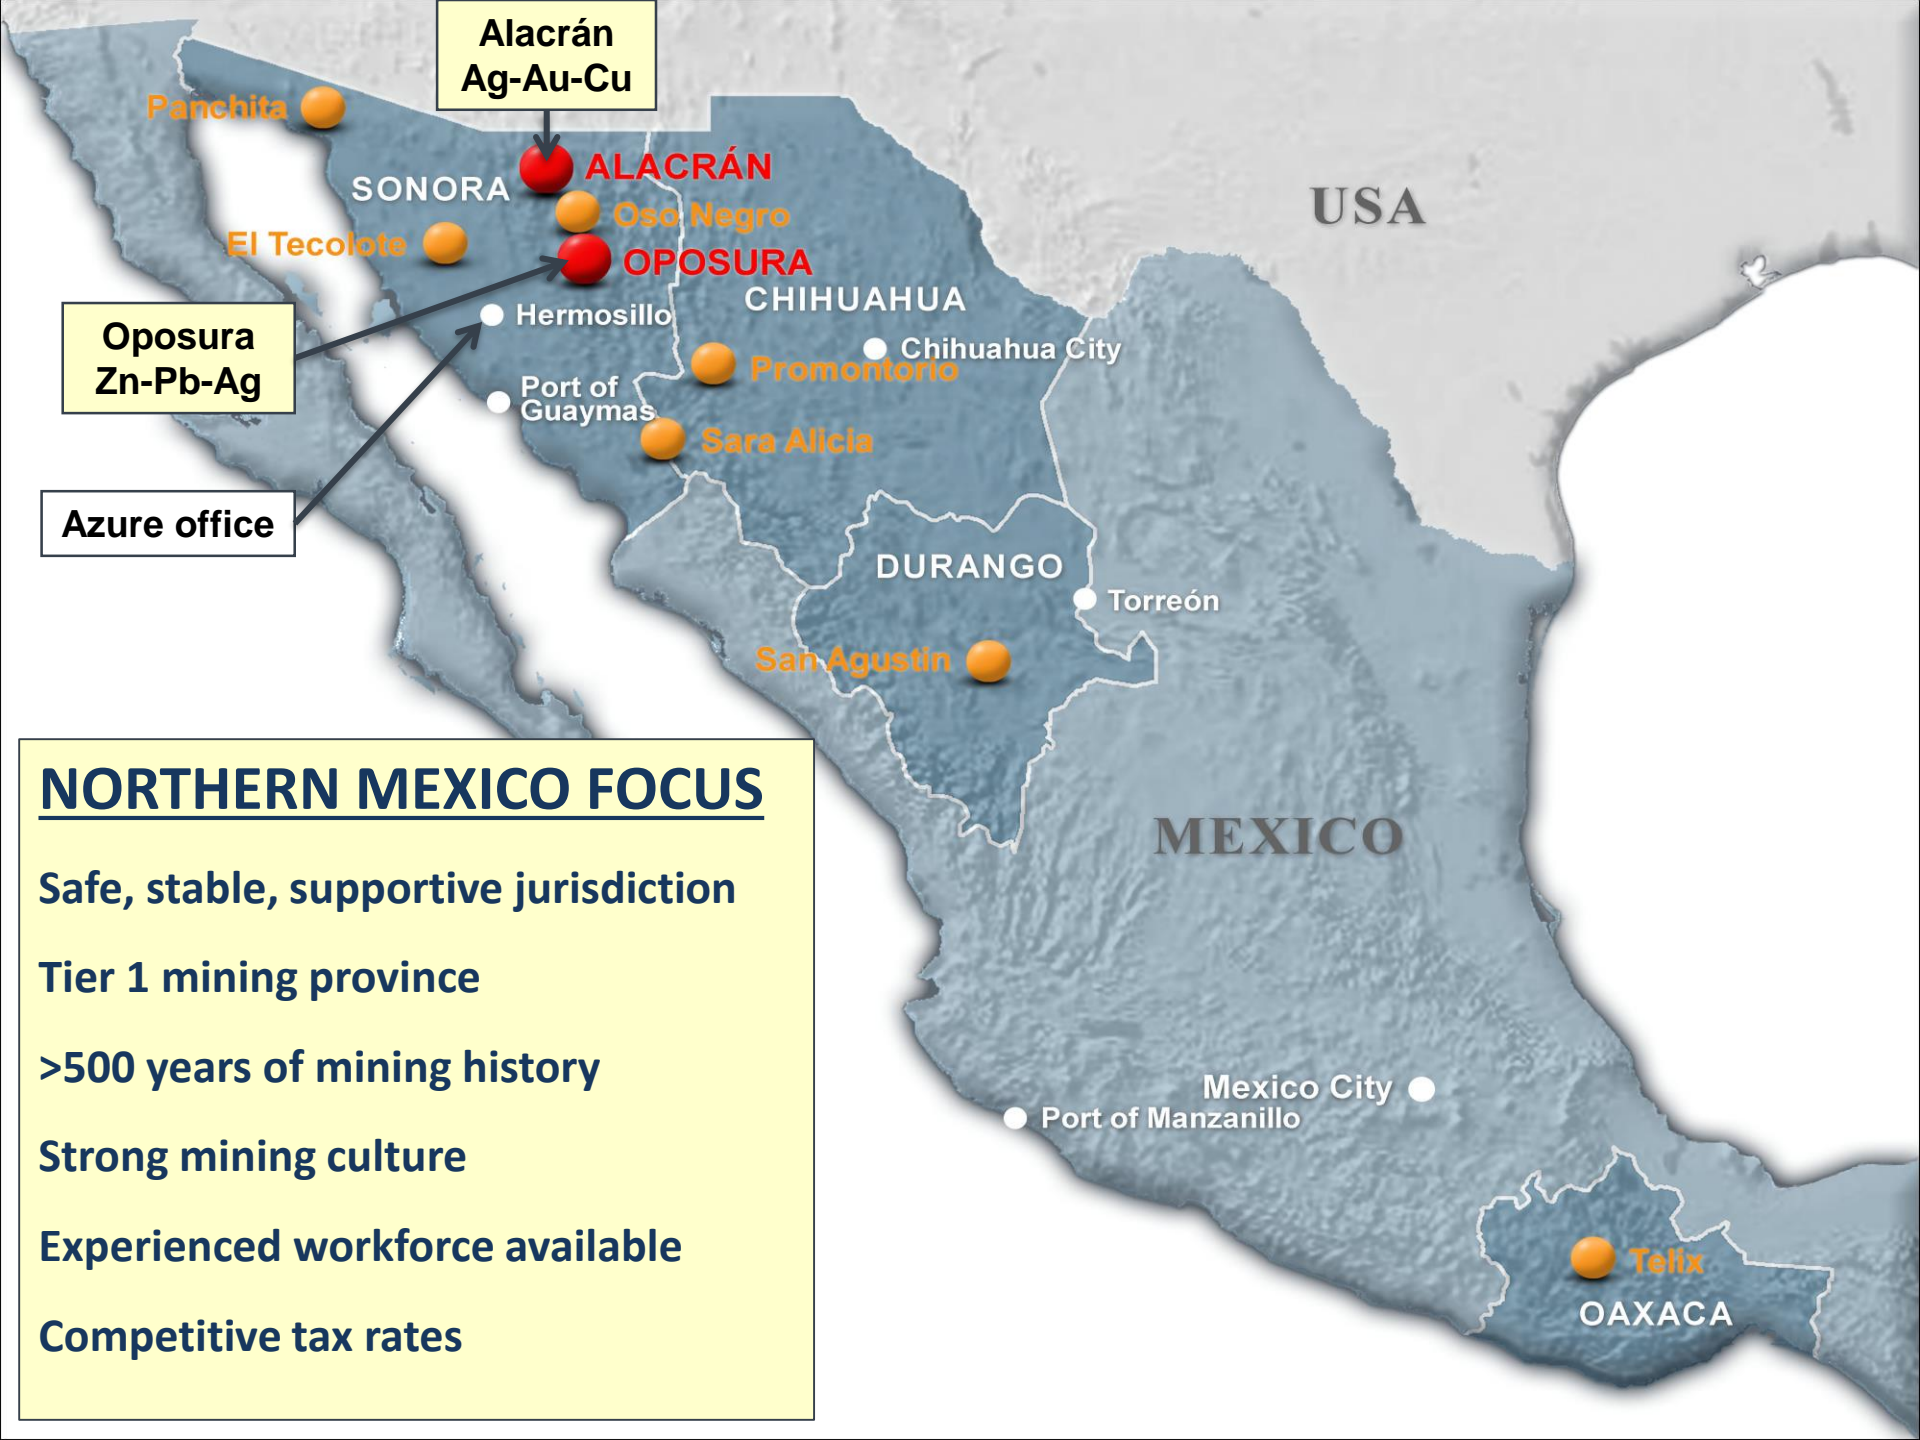 Alacrán
Ag-Au-Cu
Panchita
ALACRÁN
SONORA
Oso Negro
USA
El Tecolote
OPOSURA
CHIHUAHUA
Hermosillo
Oposura
Zn-Pb-Ag
Chihuahua City
Promontorio
Port of
Guaymas
Sara Alicia
Azure office
DURANGO
Torreón
San Agustin
NORTHERN MEXICO FOCUS
Safe, stable, supportive jurisdiction
Tier 1 mining province
>500 years of mining history
Strong mining culture
Experienced workforce available
Competitive tax rates
MEXICO
Mexico City
Port of Manzanillo
Telix
OAXACA